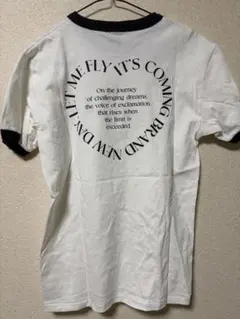 LET ME FLY IT'S COMING BRAND NEW DAY
On the journey
of challenging dreams,
the voice of exclamation
that rises when
the limit is
exceeded.